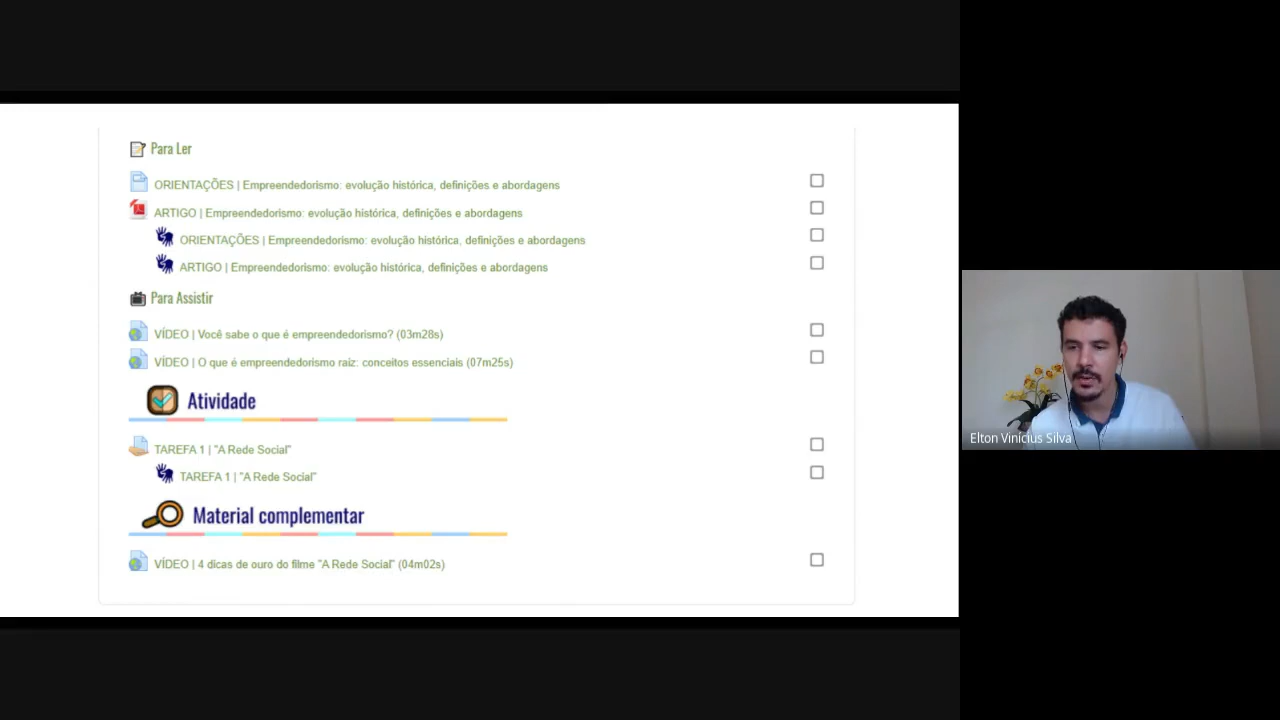 Para Ler
ORIENTAÇÕES | Empreendedorismo: evolução histórica, definições e abordagens
ARTIGO | Empreendedorismo: evolução histórica, definições e abordagens
ORIENTAÇÕES | Empreendedorismo: evolução histórica, definições e abordagens
ARTIGO | Empreendedorismo: evolução histórica, definições e abordagens
Para Assistir
VÍDEO | Você sabe o que é empreendedorismo? (03m28s)
VÍDEO | O que é empreendedorismo raiz: conceitos essenciais (07m25s)
Atividade
TAREFA 1 | "A Rede Social"
TAREFA 1 | "A Rede Social"
Material complementar
VÍDEO | 4 dicas de ouro do filme "A Rede Social" (04m02s)
Elton Vinícius Silva